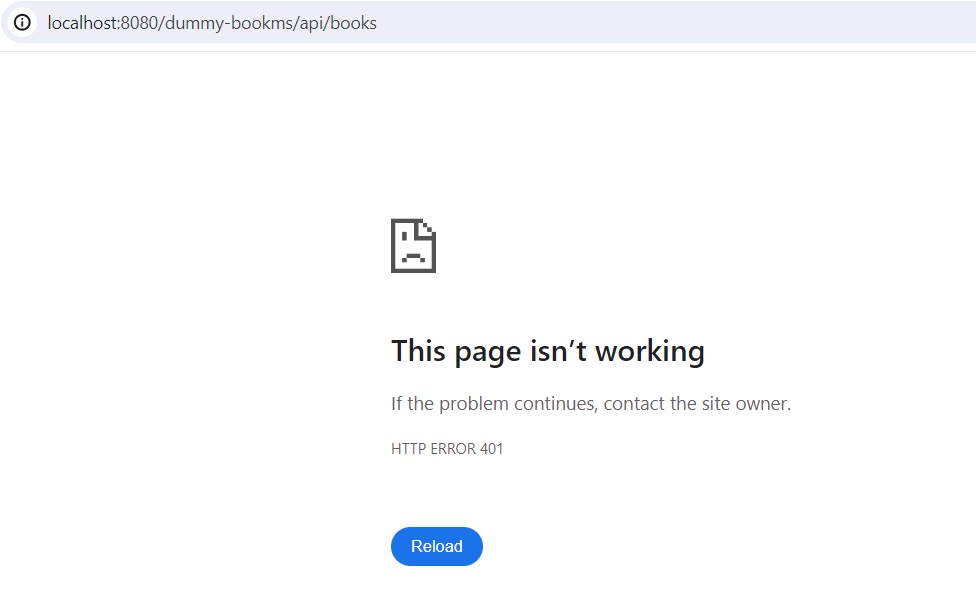 localhost:8080/dummy-bookms/api/books
This page isn’t working
If the problem continues, contact the site owner.
HTTP ERROR 401
Reload